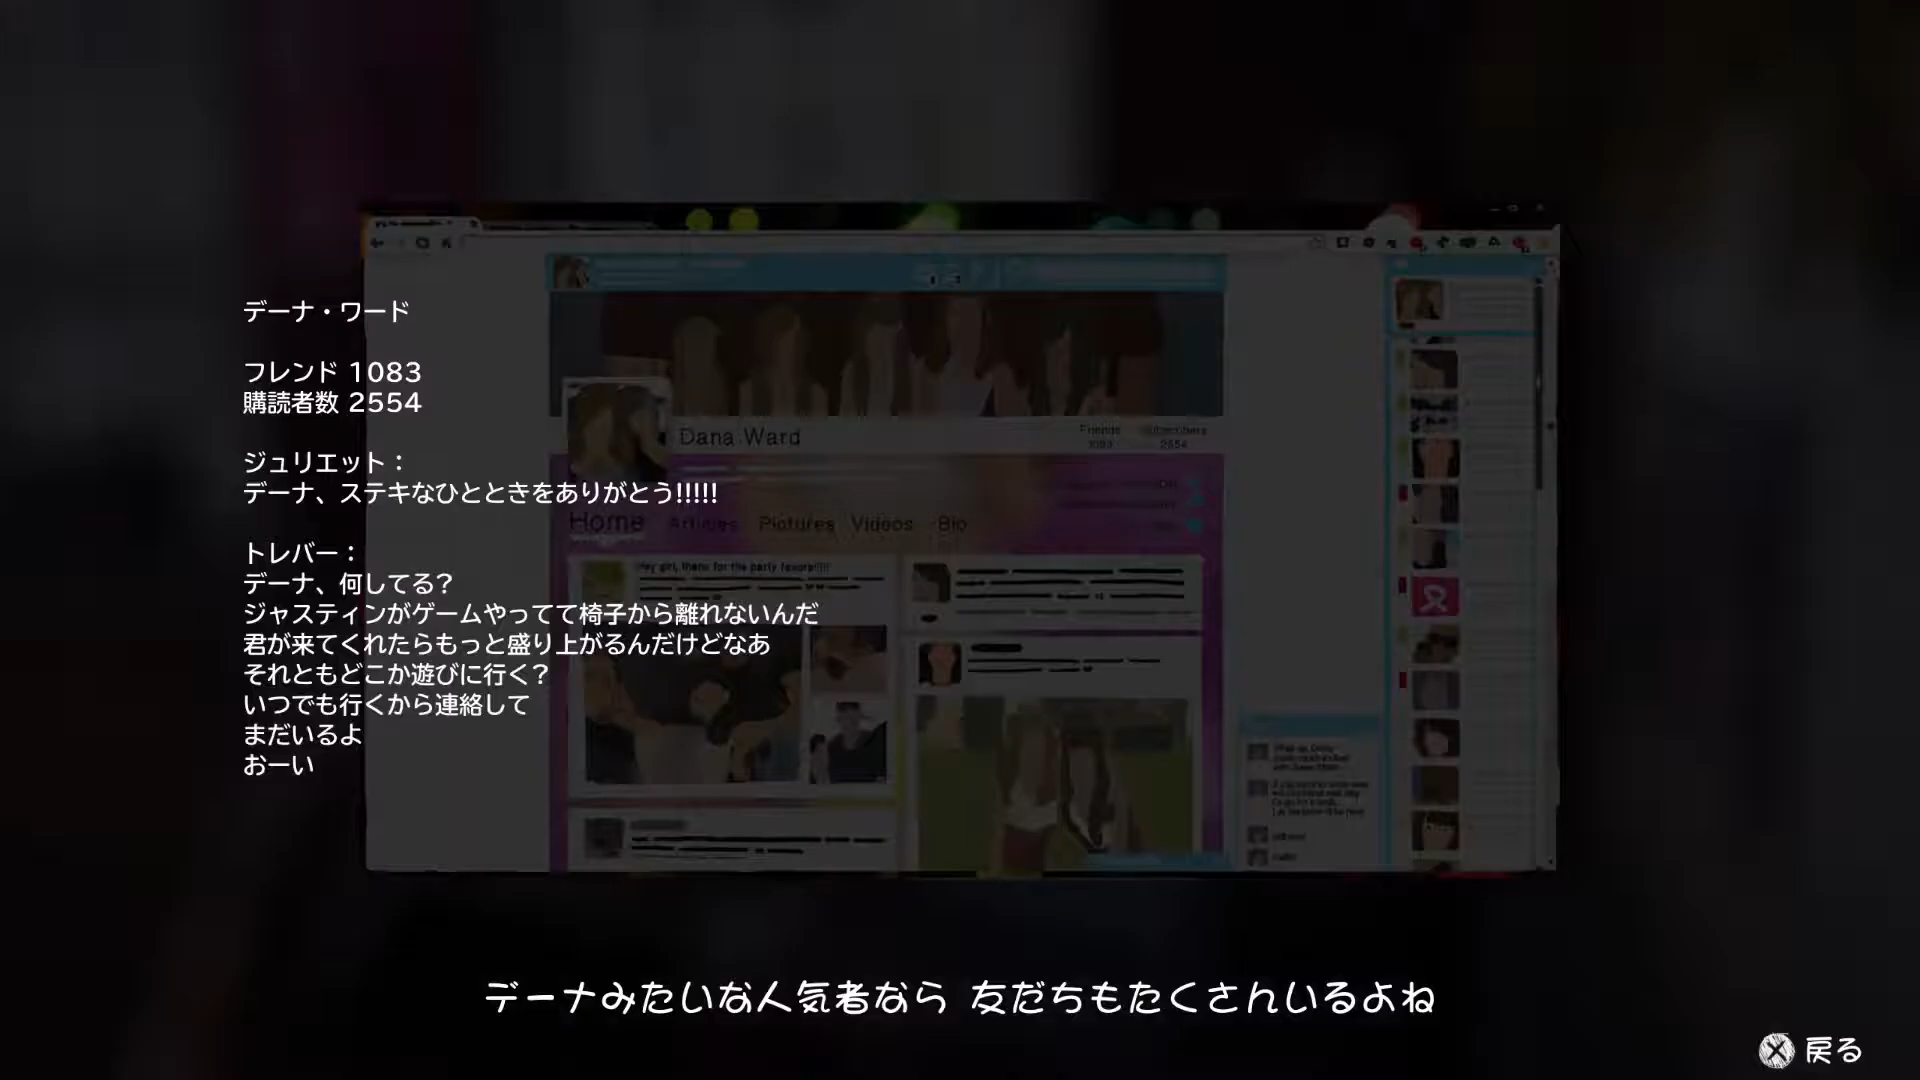 デーナ・ワード
フレンド 1083
購読者数 2554
ジュリエット：
デーナ、ステキなひとときをありがとう!!!!!
トレバー：
デーナ、何してる?
ジャスティンがゲームやってて椅子から離れないんだ
君が来てくれたらもっと盛り上がるんだけどなあ
それともどこか遊びに行く?
いつでも行くから連絡して
まだいるよ
おーい
Dana Ward
Friends Subscribers
1083 2554
Home Articles Pictures Videos Bio
Hey girl, thanks for the party favors!!!!!
デーナみたいな人気者なら 友だちもたくさんいるよね
戻る